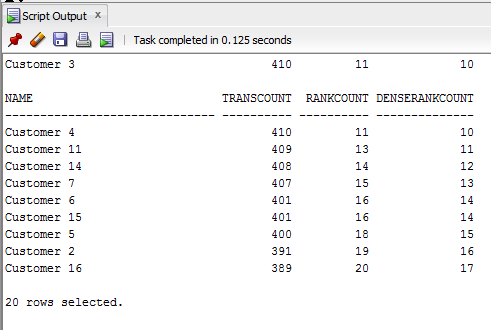 Script Output x
Task completed in 0.125 seconds
Customer 3 410 11 10
NAME TRANSCOUNT RANKCOUNT DENSERANKCOUNT
------------------------------ ---------- ---------- --------------
Customer 4 410 11 10
Customer 11 409 13 11
Customer 14 408 14 12
Customer 7 407 15 13
Customer 6 401 16 14
Customer 15 401 16 14
Customer 5 400 18 15
Customer 2 391 19 16
Customer 16 389 20 17
20 rows selected.